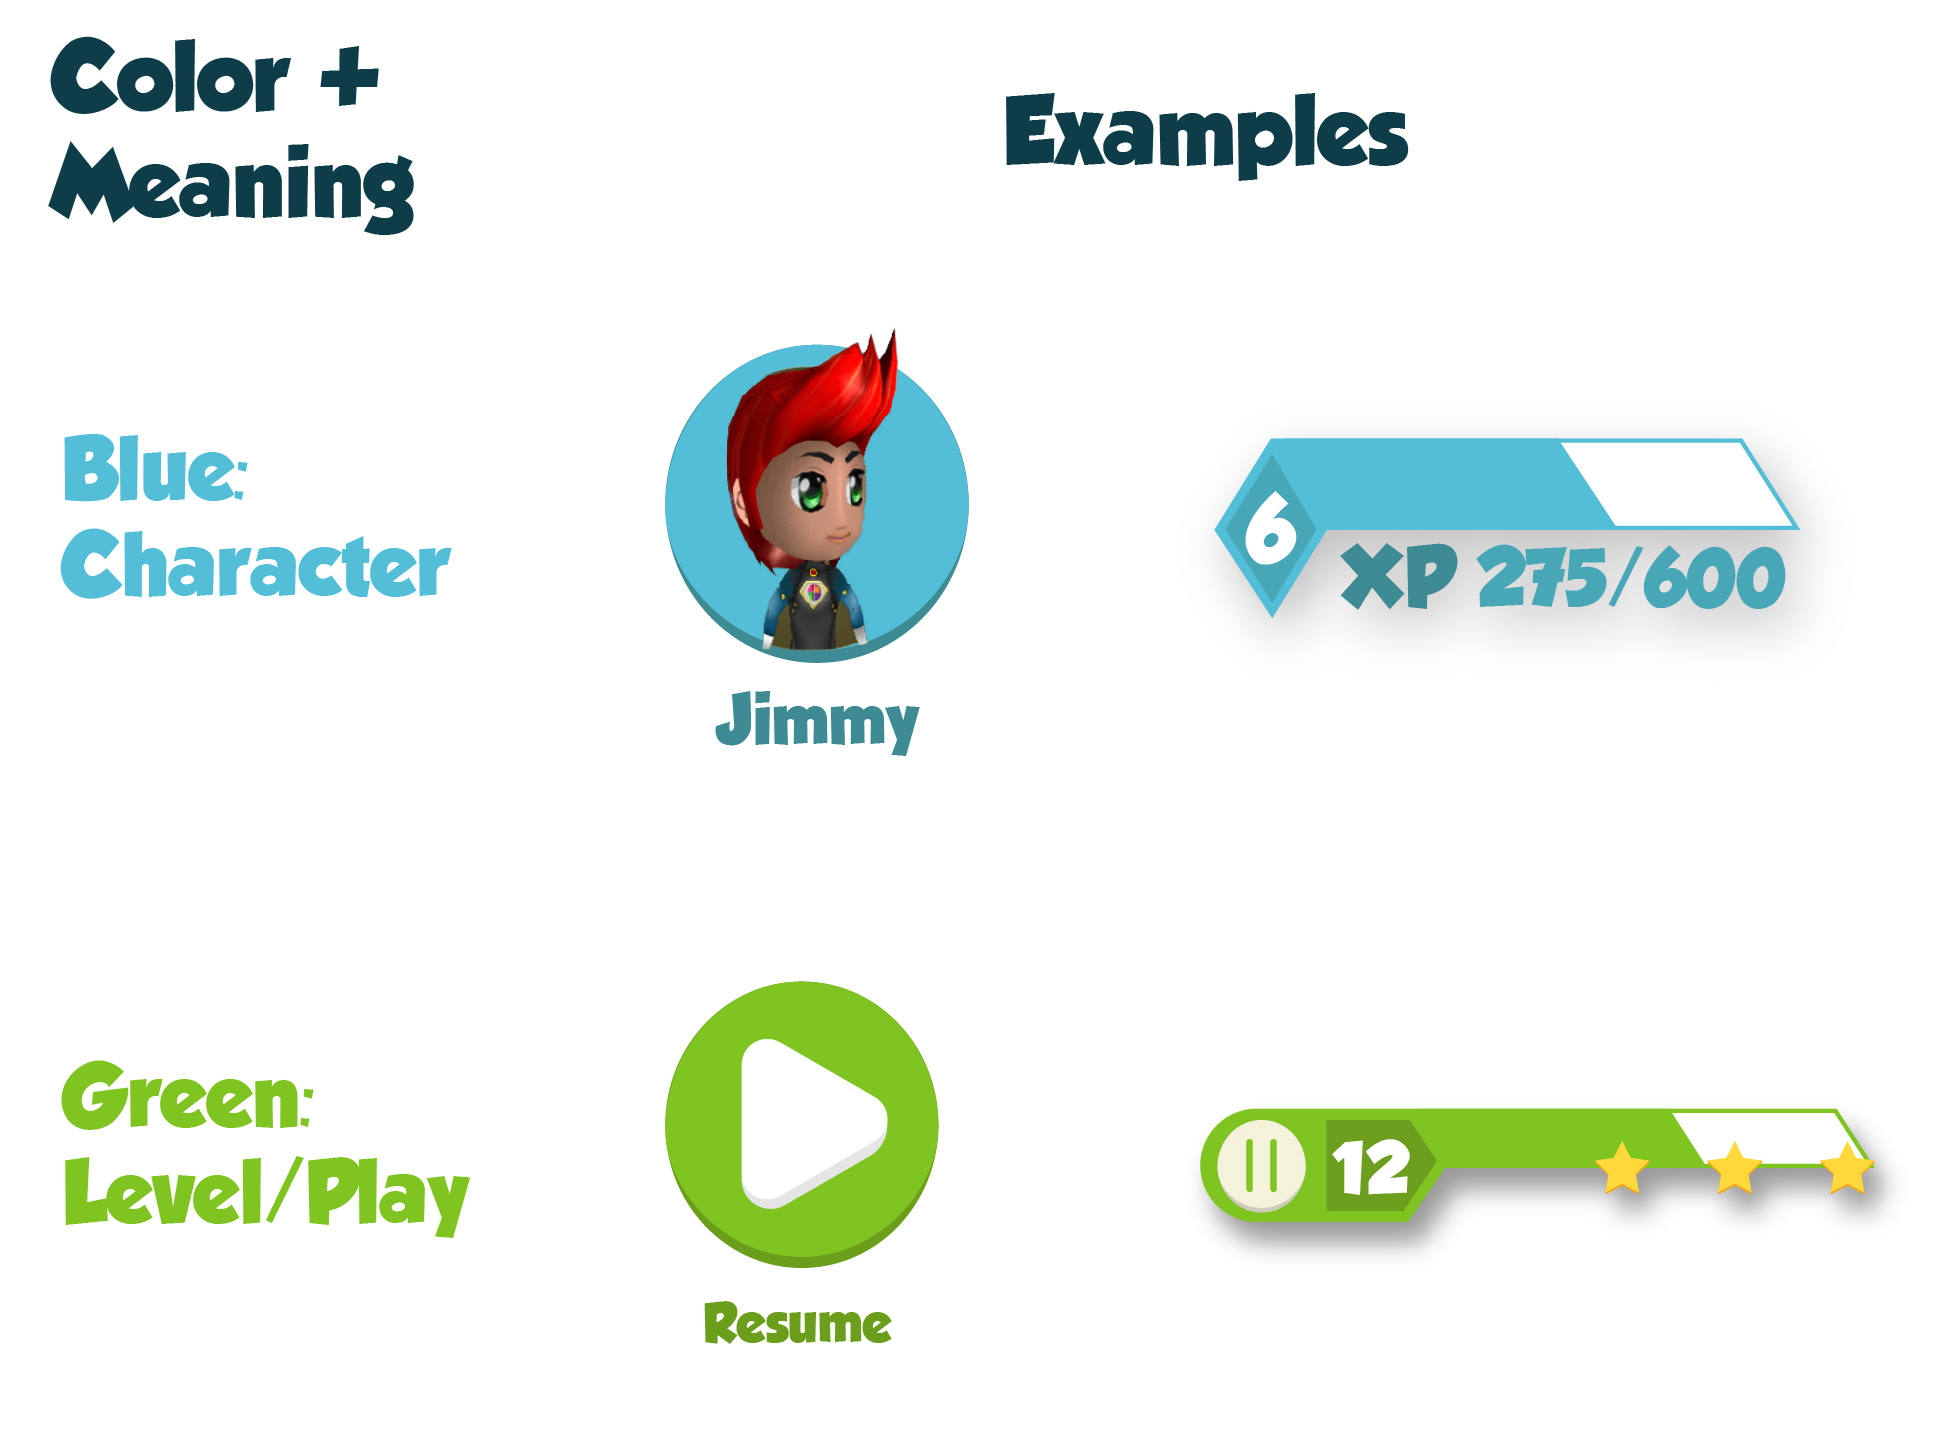 Color +
Meaning
Examples
Blue:
Character
Jimmy
6
XP 275/600
Green:
Level/Play
Resume
12